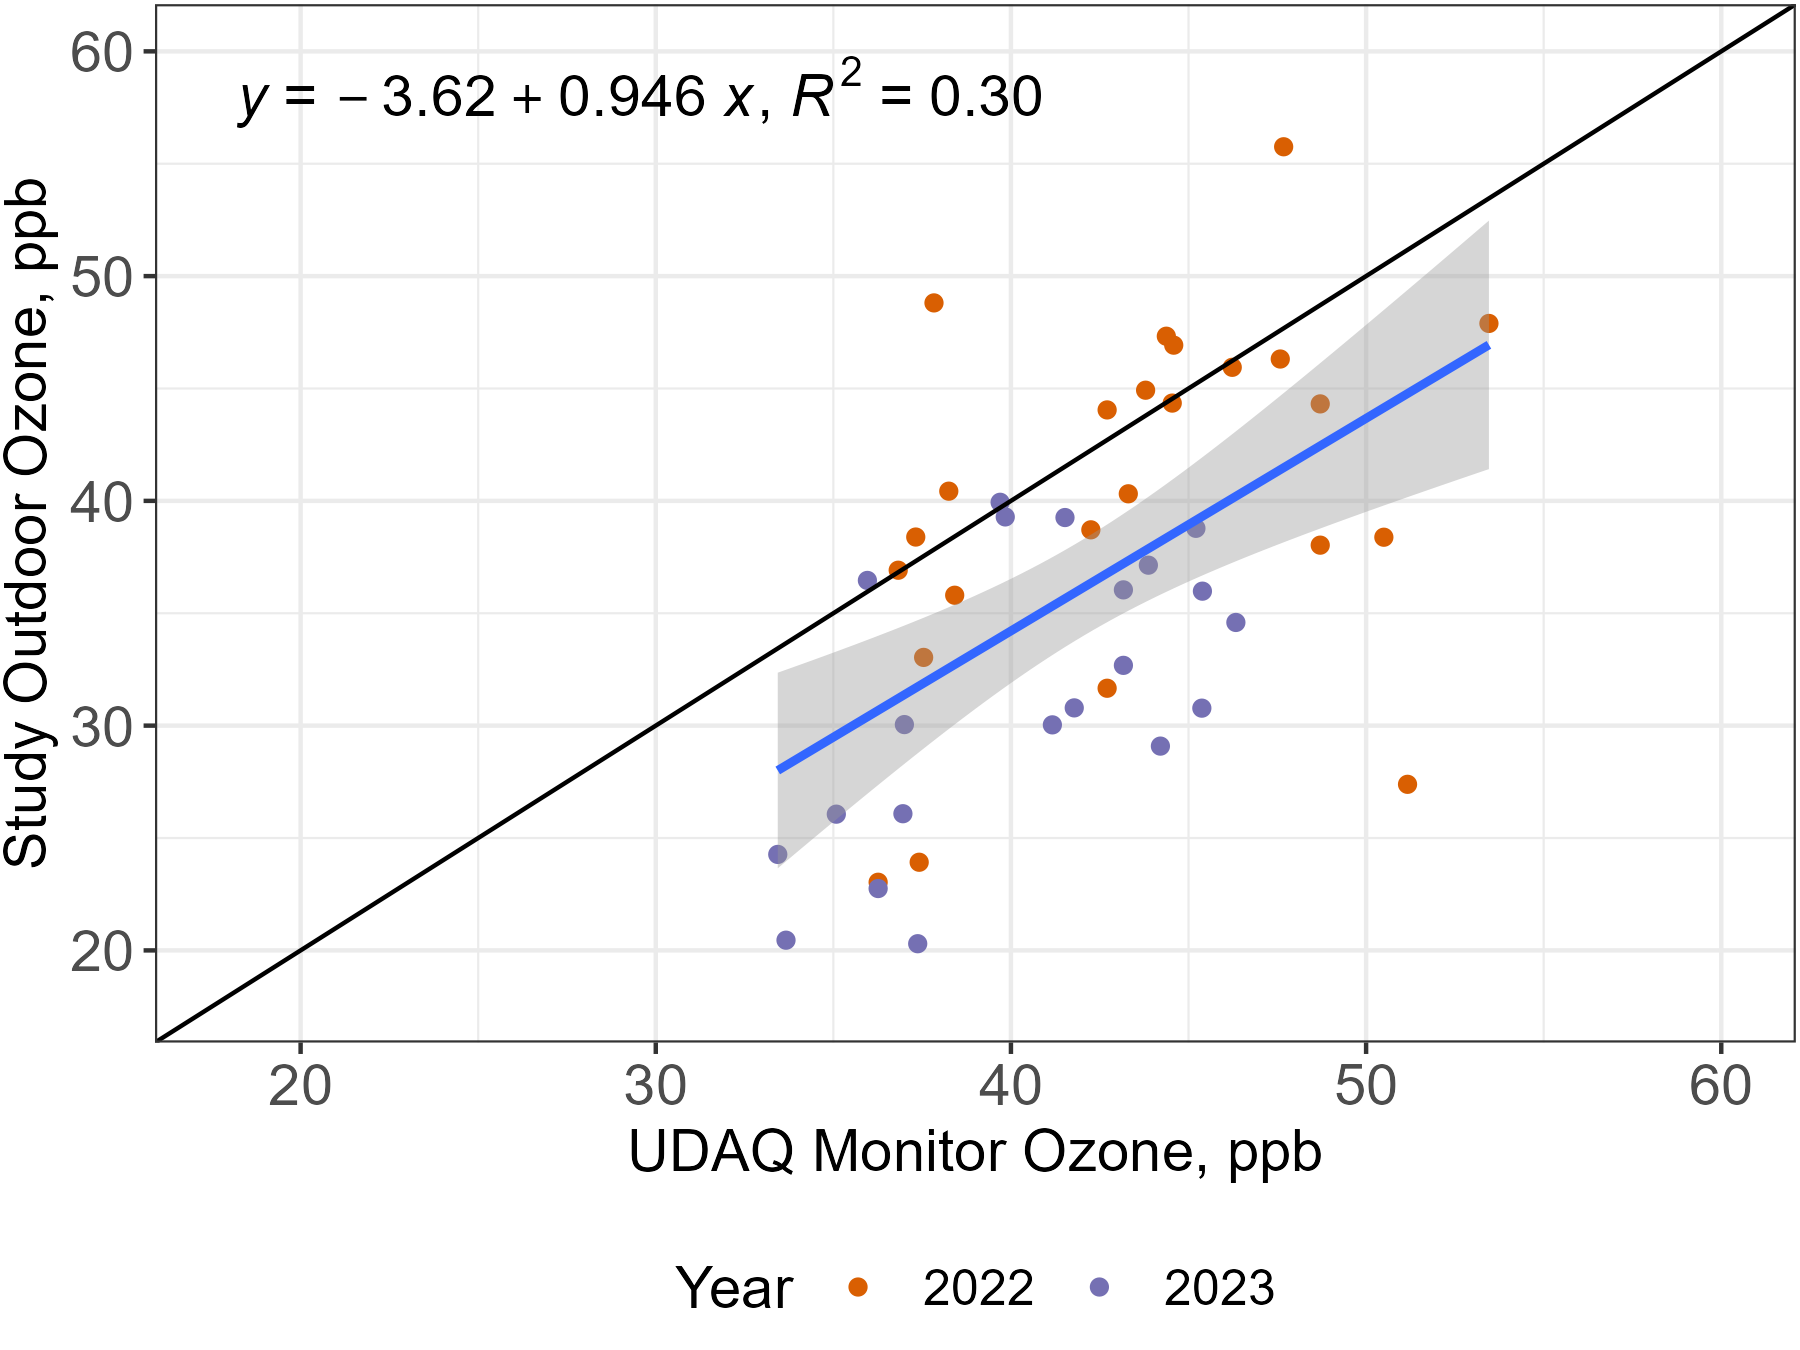 60
y = − 3.62 + 0.946 x, R² = 0.30
50
40
30
20
Study Outdoor Ozone, ppb
20 30 40 50 60
UDAQ Monitor Ozone, ppb
Year 2022 2023